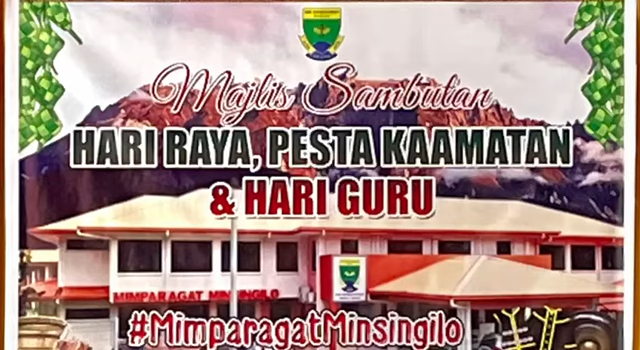 Majlis Sambutan
HARI RAYA, PESTA KAAMATAN
& HARI GURU
MIMPARAGAT MINSINGILO
#MimparagatMinsingilo